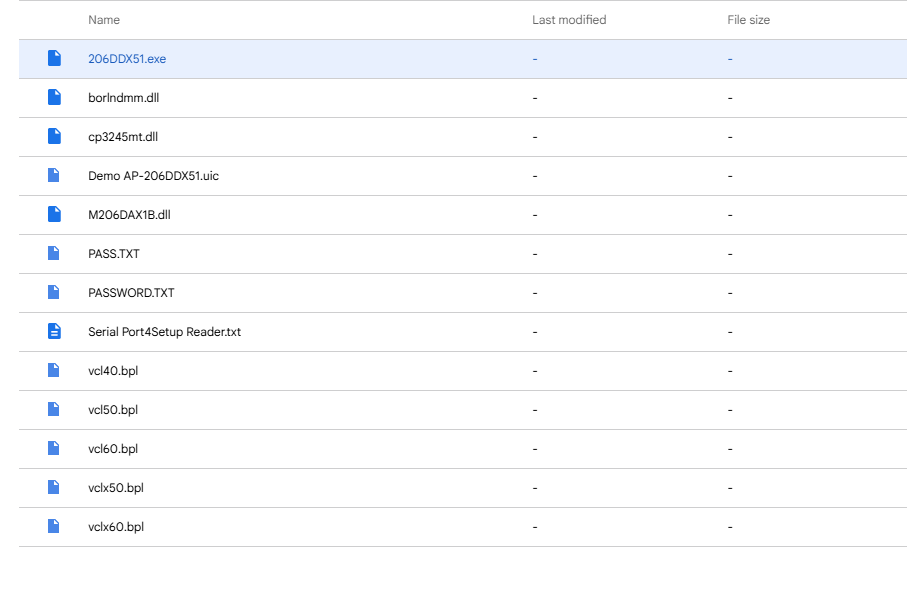 Name Last modified File size
206DDX51.exe - -
borlndmm.dll - -
cp3245mt.dll - -
Demo AP-206DDX51.uic - -
M206DAX1B.dll - -
PASS.TXT - -
PASSWORD.TXT - -
Serial Port4Setup Reader.txt - -
vcl40.bpl - -
vcl50.bpl - -
vcl60.bpl - -
vclx50.bpl - -
vclx60.bpl - -